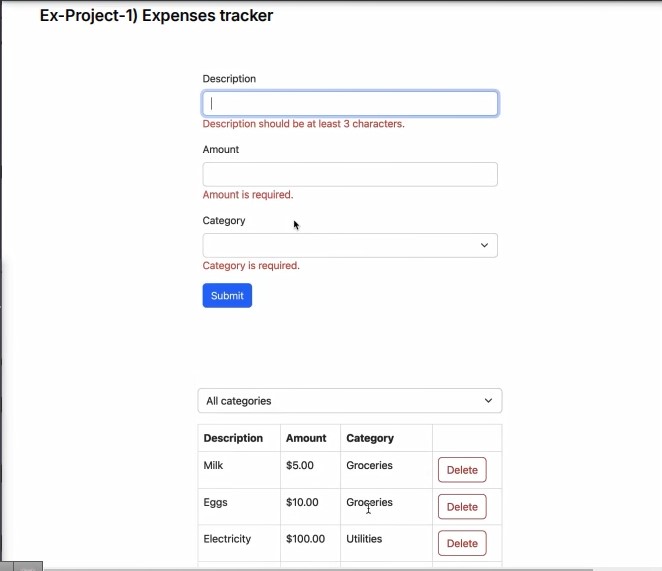 Ex-Project-1) Expenses tracker
Description
Description should be at least 3 characters.
Amount
Amount is required.
Category
Category is required.
Submit
All categories
Description Amount Category
Milk $5.00 Groceries Delete
Eggs $10.00 Groceries Delete
Electricity $100.00 Utilities Delete